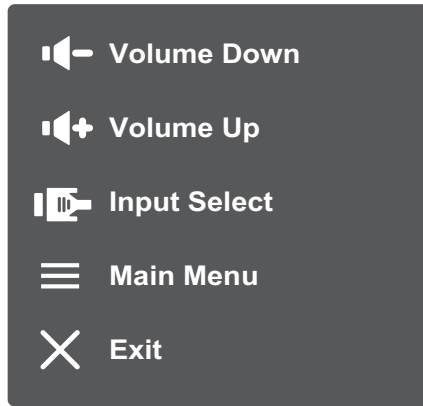 Volume Down
Volume Up
Input Select
Main Menu
Exit